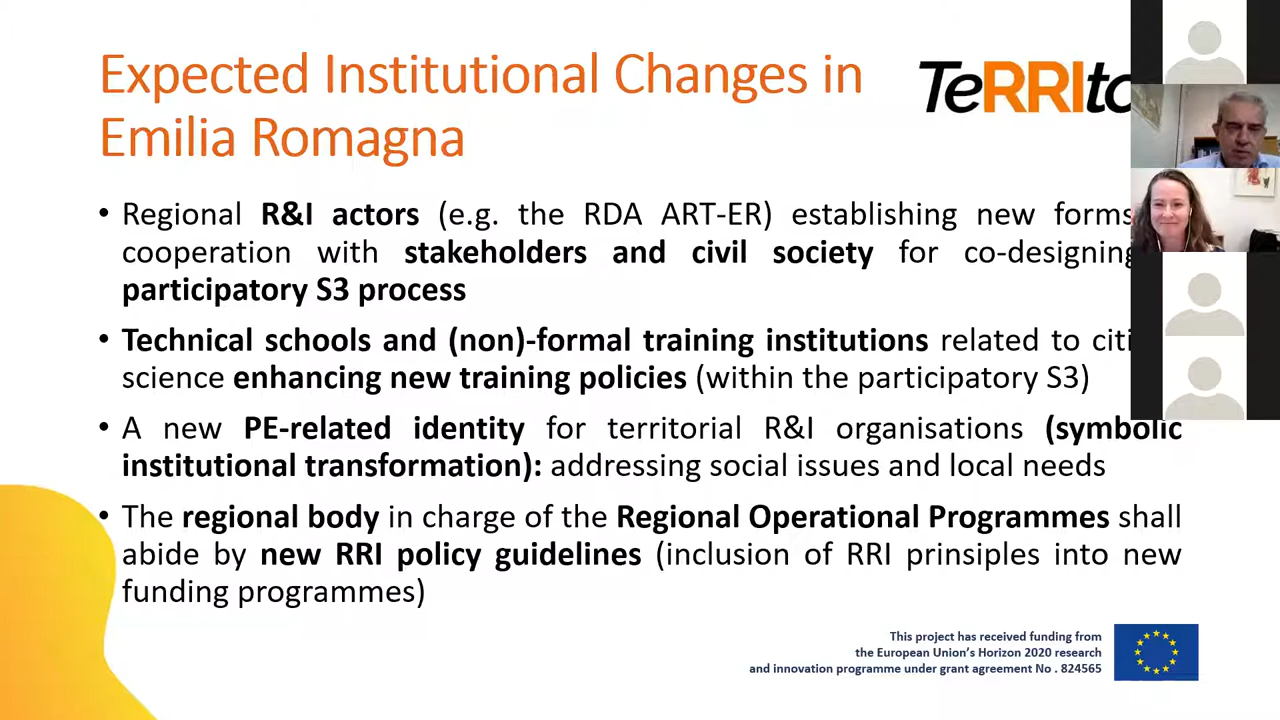 Expected Institutional Changes in
Emilia Romagna
TeRRIto
• Regional R&I actors (e.g. the RDA ART-ER) establishing new forms
cooperation with stakeholders and civil society for co-designing
participatory S3 process
• Technical schools and (non)-formal training institutions related to citi
science enhancing new training policies (within the participatory S3)
• A new PE-related identity for territorial R&I organisations (symbolic
institutional transformation): addressing social issues and local needs
• The regional body in charge of the Regional Operational Programmes shall
abide by new RRI policy guidelines (inclusion of RRI prinsiples into new
funding programmes)
This project has received funding from
the European Union's Horizon 2020 research
and innovation programme under grant agreement No . 824565